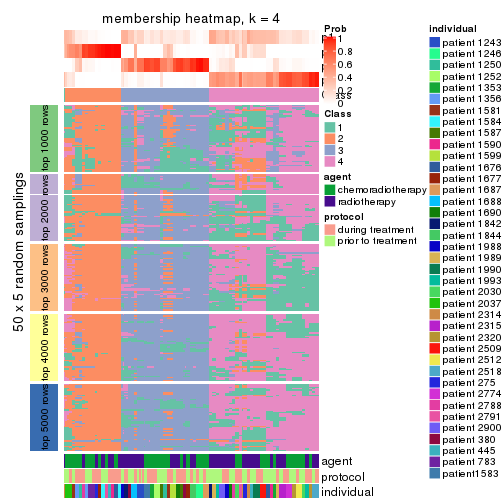 membership heatmap, k = 4
50 x 5 random samplings
top 1000 rows
top 2000 rows
top 3000 rows
top 4000 rows
top 5000 rows
agent
protocol
individual
Prob
1
0.8
0.6
0.4
0.2
0
Class
1
2
3
4
agent
chemoradiotherapy
radiotherapy
protocol
during treatment
prior to treatment
individual
patient 1243
patient 1246
patient 1250
patient 1252
patient 1353
patient 1356
patient 1581
patient 1584
patient 1587
patient 1590
patient 1599
patient 1676
patient 1677
patient 1687
patient 1688
patient 1690
patient 1842
patient 1844
patient 1988
patient 1989
patient 1990
patient 1993
patient 2030
patient 2037
patient 2314
patient 2315
patient 2320
patient 2509
patient 2512
patient 2518
patient 275
patient 2774
patient 2788
patient 2791
patient 2900
patient 380
patient 445
patient 783
patient1583